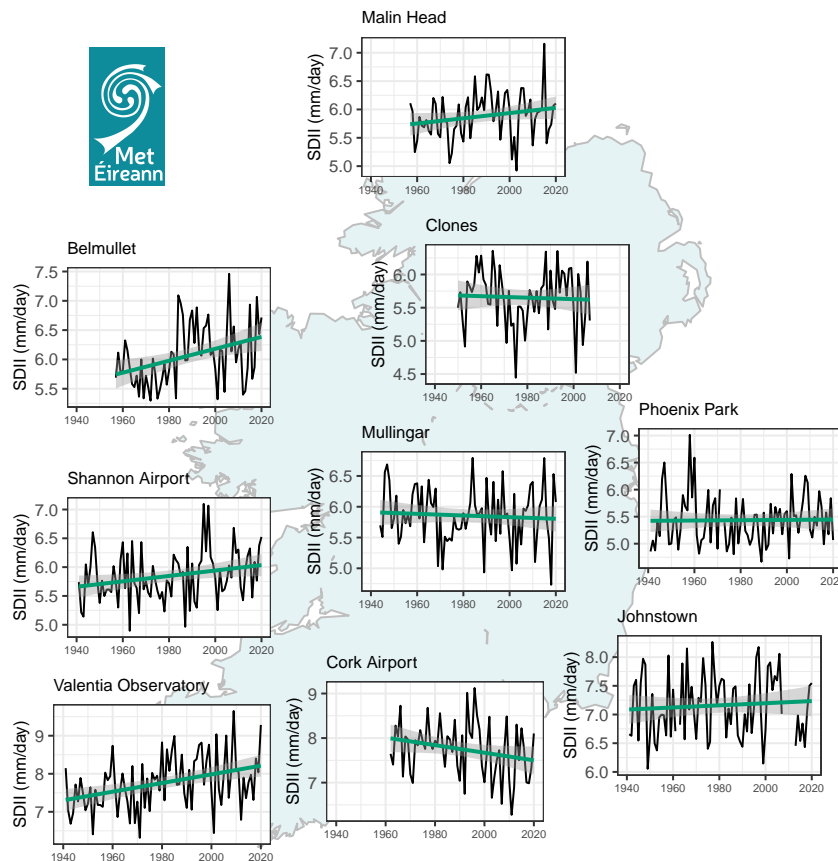 Malin Head
SDII (mm/day)
7.0
6.5
6.0
5.5
5.0
1940 1960 1980 2000 2020
Met
Éireann
Clones
SDII (mm/day)
6.0
5.5
5.0
4.5
1940 1960 1980 2000
Belmullet
SDII (mm/day)
7.5
7.0
6.5
6.0
5.5
1940 1960 1980 2000 2020
Phoenix Park
SDII (mm/day)
7.0
6.5
6.0
5.5
5.0
1940 1960 1980 2000 2020
Mullingar
SDII (mm/day)
6.5
6.0
5.5
5.0
1940 1960 1980 2000 2020
Shannon Airport
SDII (mm/day)
7.0
6.5
6.0
5.5
5.0
1940 1960 1980 2000 2020
Johnstown
SDII (mm/day)
8.0
7.5
7.0
6.5
6.0
1940 1960 1980 2000 2020
Cork Airport
SDII (mm/day)
9
8
7
1940 1960 1980 2000 2020
Valentia Observatory
SDII (mm/day)
9
8
7
1940 1960 1980 2000 2020